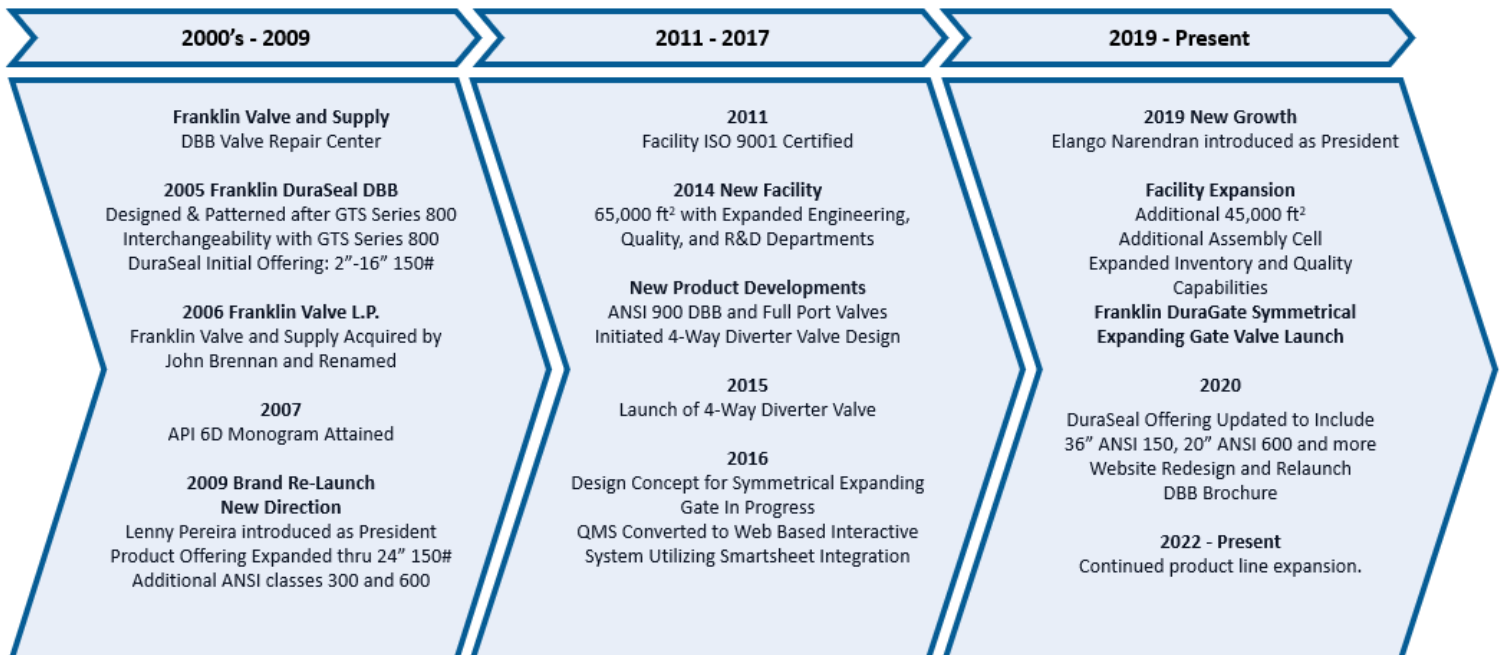 2000’s - 2009
Franklin Valve and Supply
DBB Valve Repair Center
2005 Franklin DuraSeal DBB
Designed & Patterned after GTS Series 800
Interchangeability with GTS Series 800
DuraSeal Initial Offering: 2”-16” 150#
2006 Franklin Valve L.P.
Franklin Valve and Supply Acquired by
John Brennan and Renamed
2007
API 6D Monogram Attained
2009 Brand Re-Launch
New Direction
Lenny Pereira introduced as President
Product Offering Expanded thru 24” 150#
Additional ANSI classes 300 and 600
2011 - 2017
2011
Facility ISO 9001 Certified
2014 New Facility
65,000 ft² with Expanded Engineering,
Quality, and R&D Departments
New Product Developments
ANSI 900 DBB and Full Port Valves
Initiated 4-Way Diverter Valve Design
2015
Launch of 4-Way Diverter Valve
2016
Design Concept for Symmetrical Expanding
Gate In Progress
QMS Converted to Web Based Interactive
System Utilizing Smartsheet Integration
2019 - Present
2019 New Growth
Elango Narendran introduced as President
Facility Expansion
Additional 45,000 ft²
Additional Assembly Cell
Expanded Inventory and Quality
Capabilities
Franklin DuraGate Symmetrical
Expanding Gate Valve Launch
2020
DuraSeal Offering Updated to Include
36” ANSI 150, 20” ANSI 600 and more
Website Redesign and Relaunch
DBB Brochure
2022 - Present
Continued product line expansion.